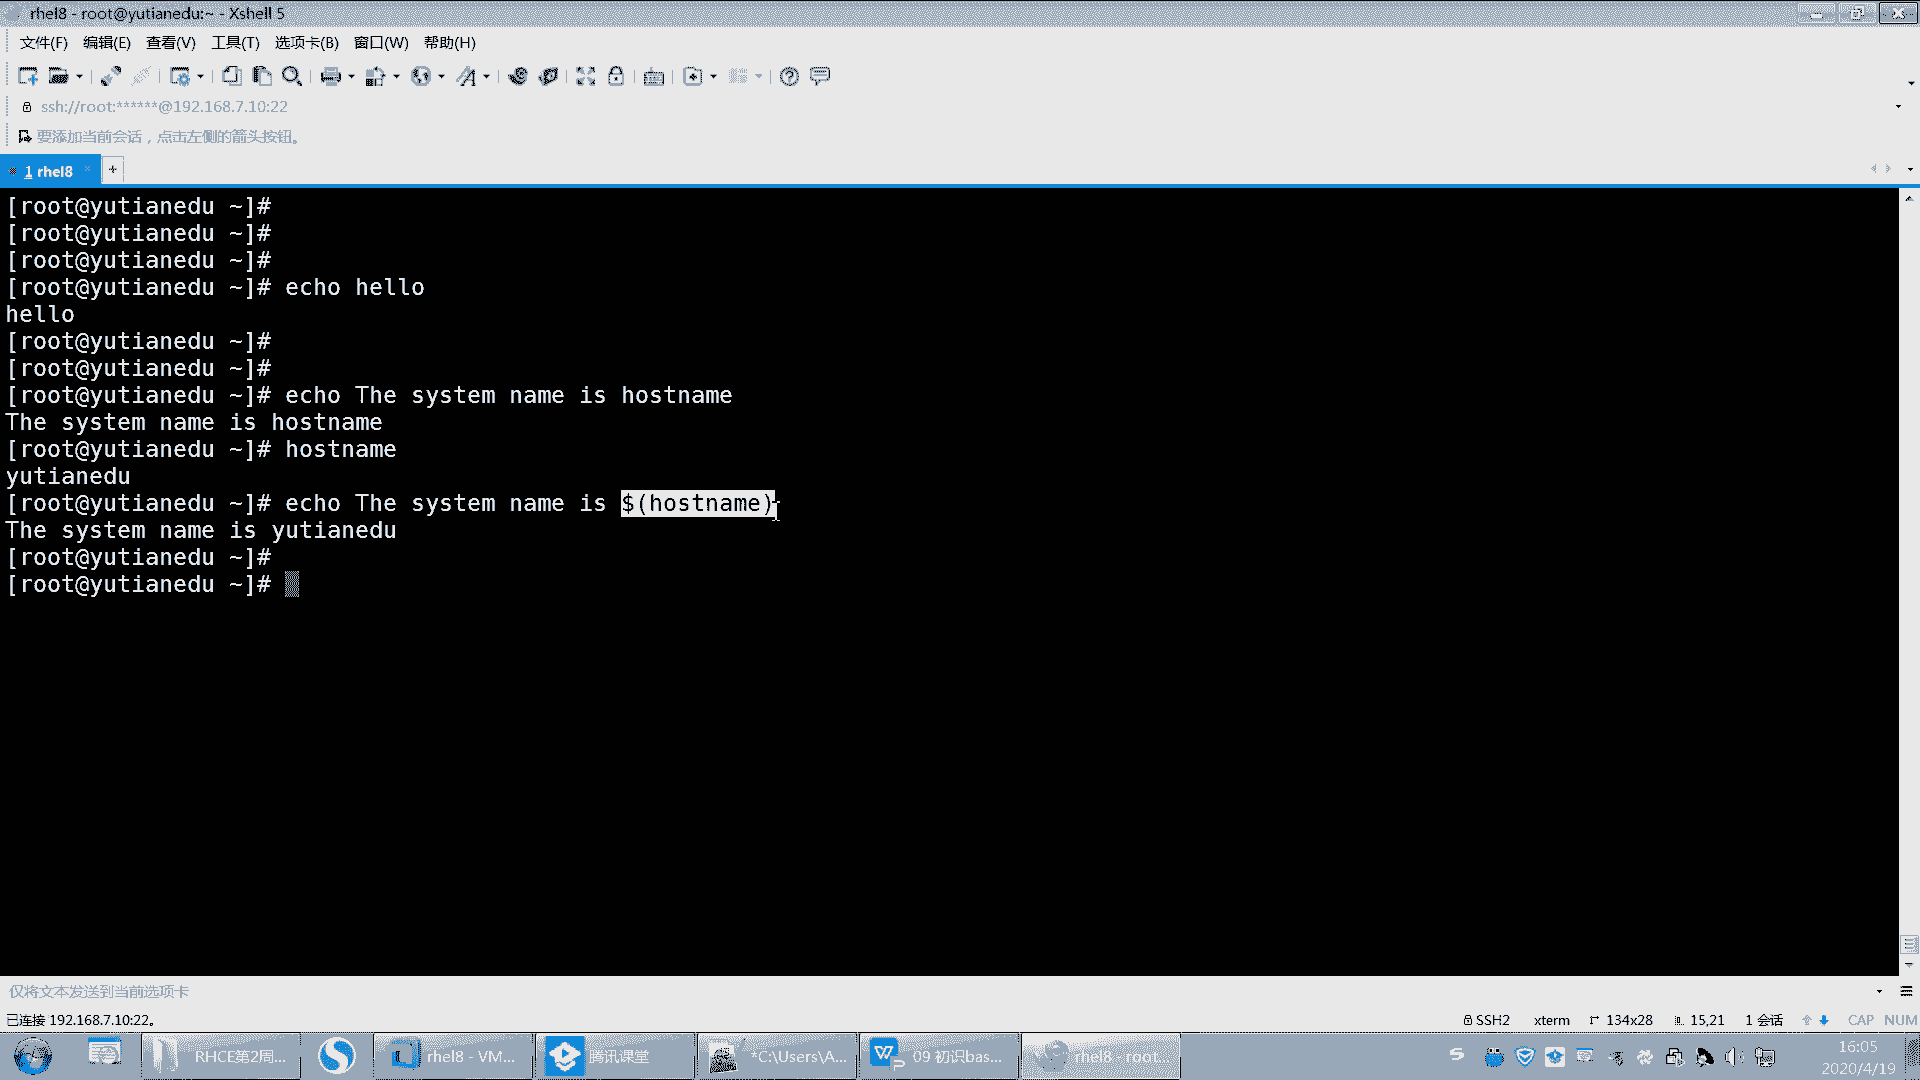 rhel8 - root@yutianedu:~ - Xshell 5
文件(F) 编辑(E) 查看(V) 工具(T) 选项卡(B) 窗口(W) 帮助(H)
ssh://root:******@192.168.7.10:22
要添加当前会话，点击左侧的箭头按钮。
1 rhel8 × +
[root@yutianedu ~]#
[root@yutianedu ~]#
[root@yutianedu ~]#
[root@yutianedu ~]# echo hello
hello
[root@yutianedu ~]#
[root@yutianedu ~]#
[root@yutianedu ~]# echo The system name is hostname
The system name is hostname
[root@yutianedu ~]# hostname
yutianedu
[root@yutianedu ~]# echo The system name is $(hostname)
The system name is yutianedu
[root@yutianedu ~]#
[root@yutianedu ~]#
仅将文本发送到当前选项卡
已连接 192.168.7.10:22。 SSH2 xterm 134x28 15,21 1 会话 CAP NUM
RHCE第2周... rhel8 - VM... 腾讯课堂 *C:\Users\A... 09 初识bas... rhel8 - root... 16:05
2020/4/19